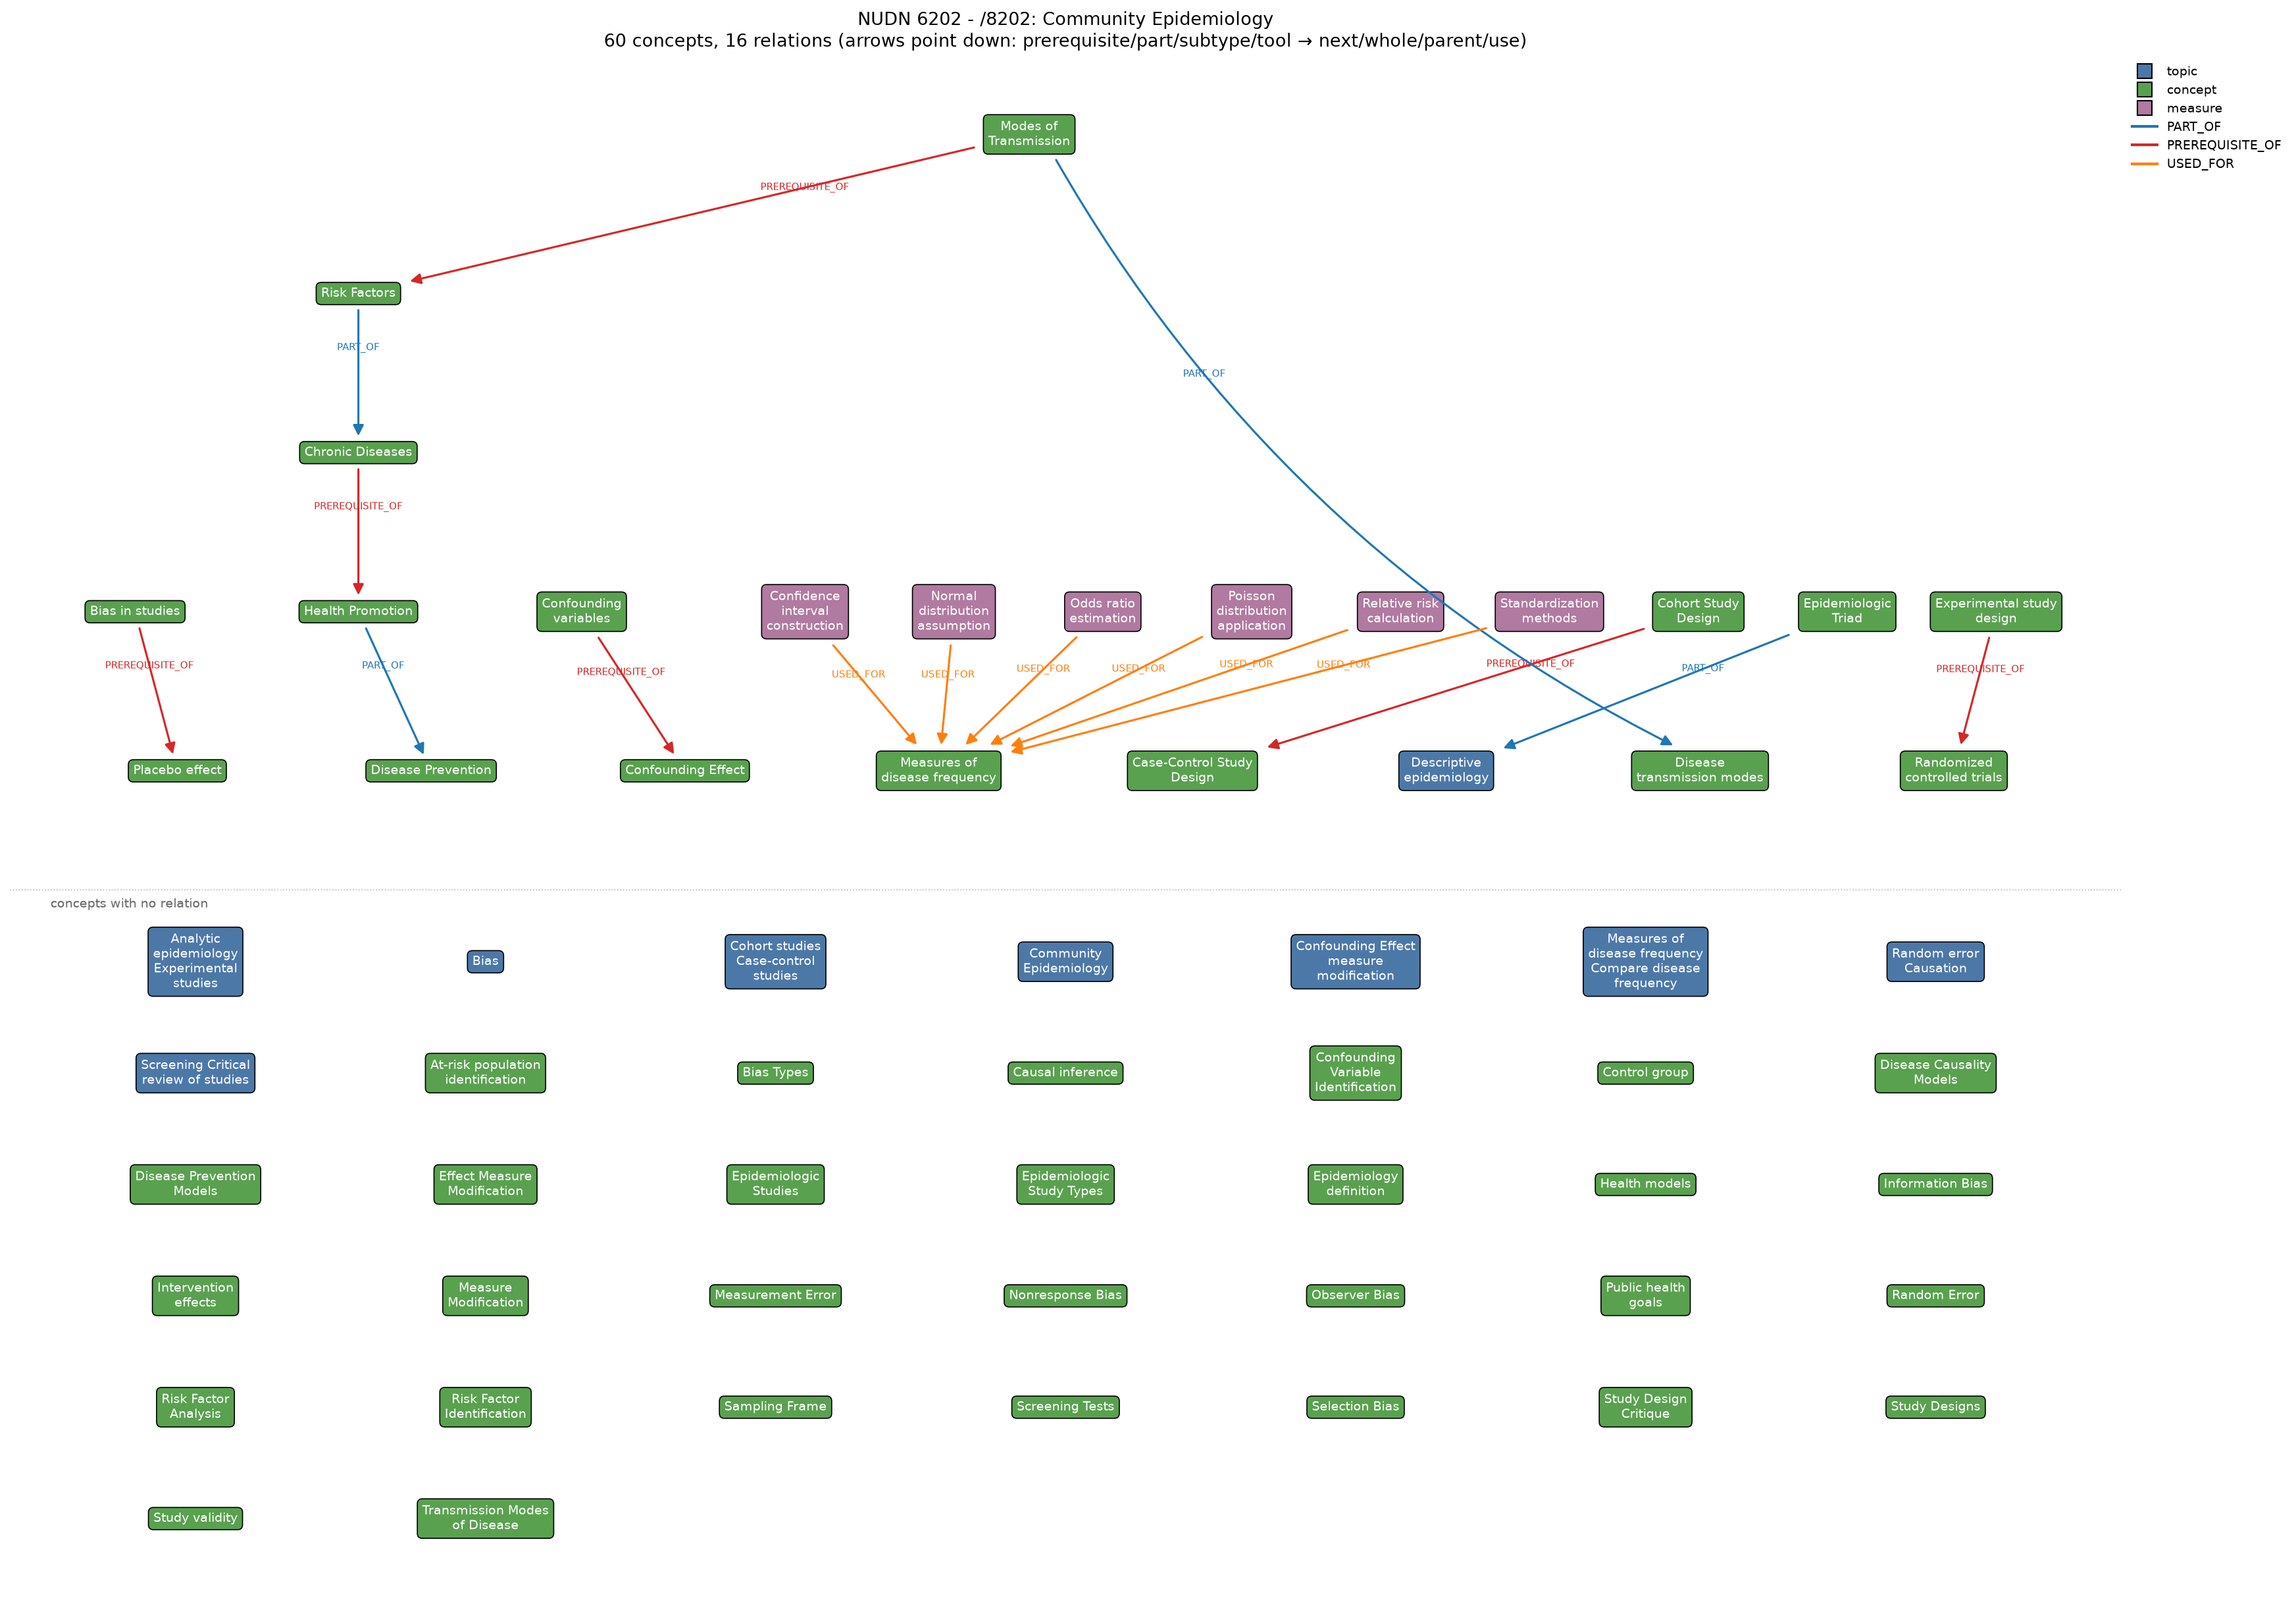 NUDN 6202 - /8202: Community Epidemiology
60 concepts, 16 relations (arrows point down: prerequisite/part/subtype/tool → next/whole/parent/use)
topic
concept
measure
PART_OF
PREREQUISITE_OF
USED_FOR
Modes of
Transmission
PREREQUISITE_OF
Risk Factors
PART_OF
PART_OF
Chronic Diseases
PREREQUISITE_OF
Bias in studies
Health Promotion
Confounding
variables
Confidence
interval
construction
Normal
distribution
assumption
Odds ratio
estimation
Poisson
distribution
application
Relative risk
calculation
Standardization
methods
Cohort Study
Design
Epidemiologic
Triad
Experimental study
design
PREREQUISITE_OF
PART_OF
PREREQUISITE_OF
USED_FOR
USED_FOR
USED_FOR
USED_FOR
USED_FOR
USED_FOR
PREREQUISITE_OF
PART_OF
PREREQUISITE_OF
Placebo effect
Disease Prevention
Confounding Effect
Measures of
disease frequency
Case-Control Study
Design
Descriptive
epidemiology
Disease
transmission modes
Randomized
controlled trials
concepts with no relation
Analytic
epidemiology
Experimental
studies
Bias
Cohort studies
Case-control
studies
Community
Epidemiology
Confounding Effect
measure
modification
Measures of
disease frequency
Compare disease
frequency
Random error
Causation
Screening Critical
review of studies
At-risk population
identification
Bias Types
Causal inference
Confounding
Variable
Identification
Control group
Disease Causality
Models
Disease Prevention
Models
Effect Measure
Modification
Epidemiologic
Studies
Epidemiologic
Study Types
Epidemiology
definition
Health models
Information Bias
Intervention
effects
Measure
Modification
Measurement Error
Nonresponse Bias
Observer Bias
Public health
goals
Random Error
Risk Factor
Analysis
Risk Factor
Identification
Sampling Frame
Screening Tests
Selection Bias
Study Design
Critique
Study Designs
Study validity
Transmission Modes
of Disease